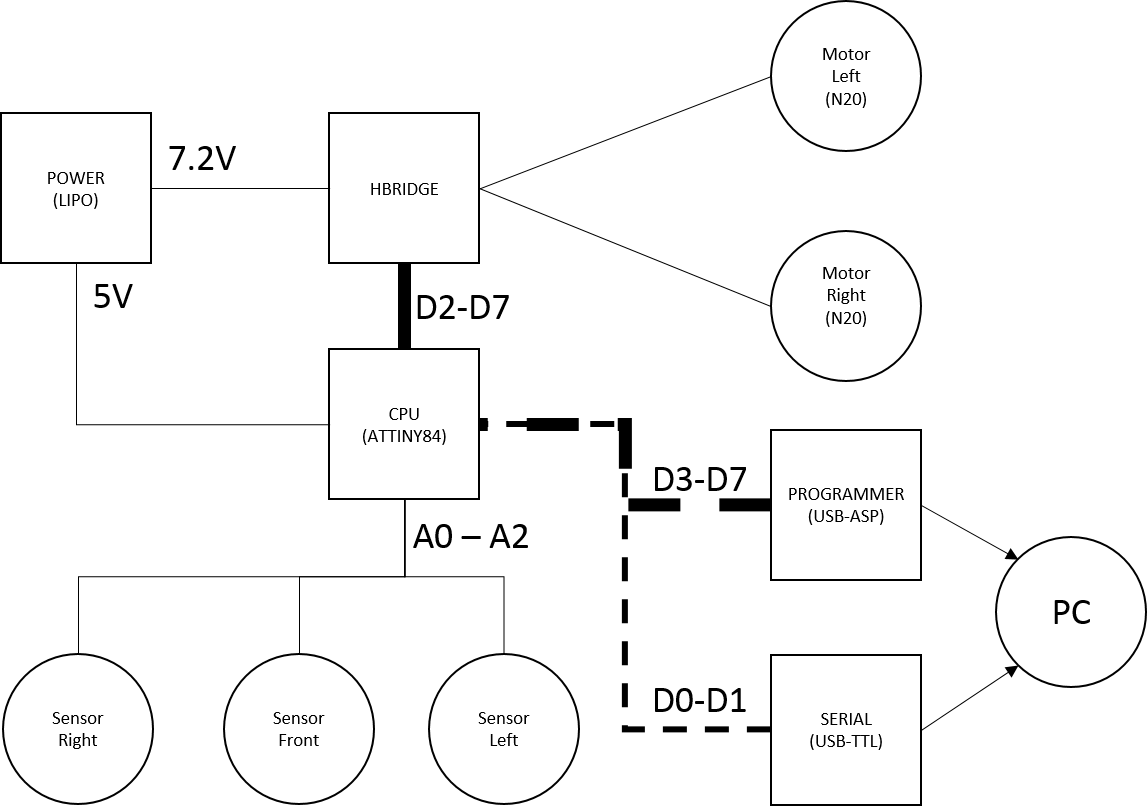 Motor
Left
(N20)
7.2V
POWER
(LIPO)
HBRIDGE
Motor
Right
(N20)
5V
D2-D7
CPU
(ATTINY84)
D3-D7
PROGRAMMER
(USB-ASP)
A0 – A2
PC
D0-D1
Sensor
Right
Sensor
Front
Sensor
Left
SERIAL
(USB-TTL)